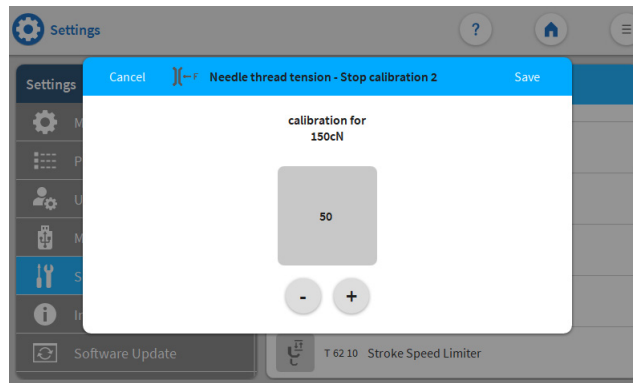 Settings
?
Settings
Cancel
F
Needle thread tension - Stop calibration 2
Save
calibration for
150cN
50
-
+
M
P
U
M
S
In
Software Update
T 62 10 Stroke Speed Limiter